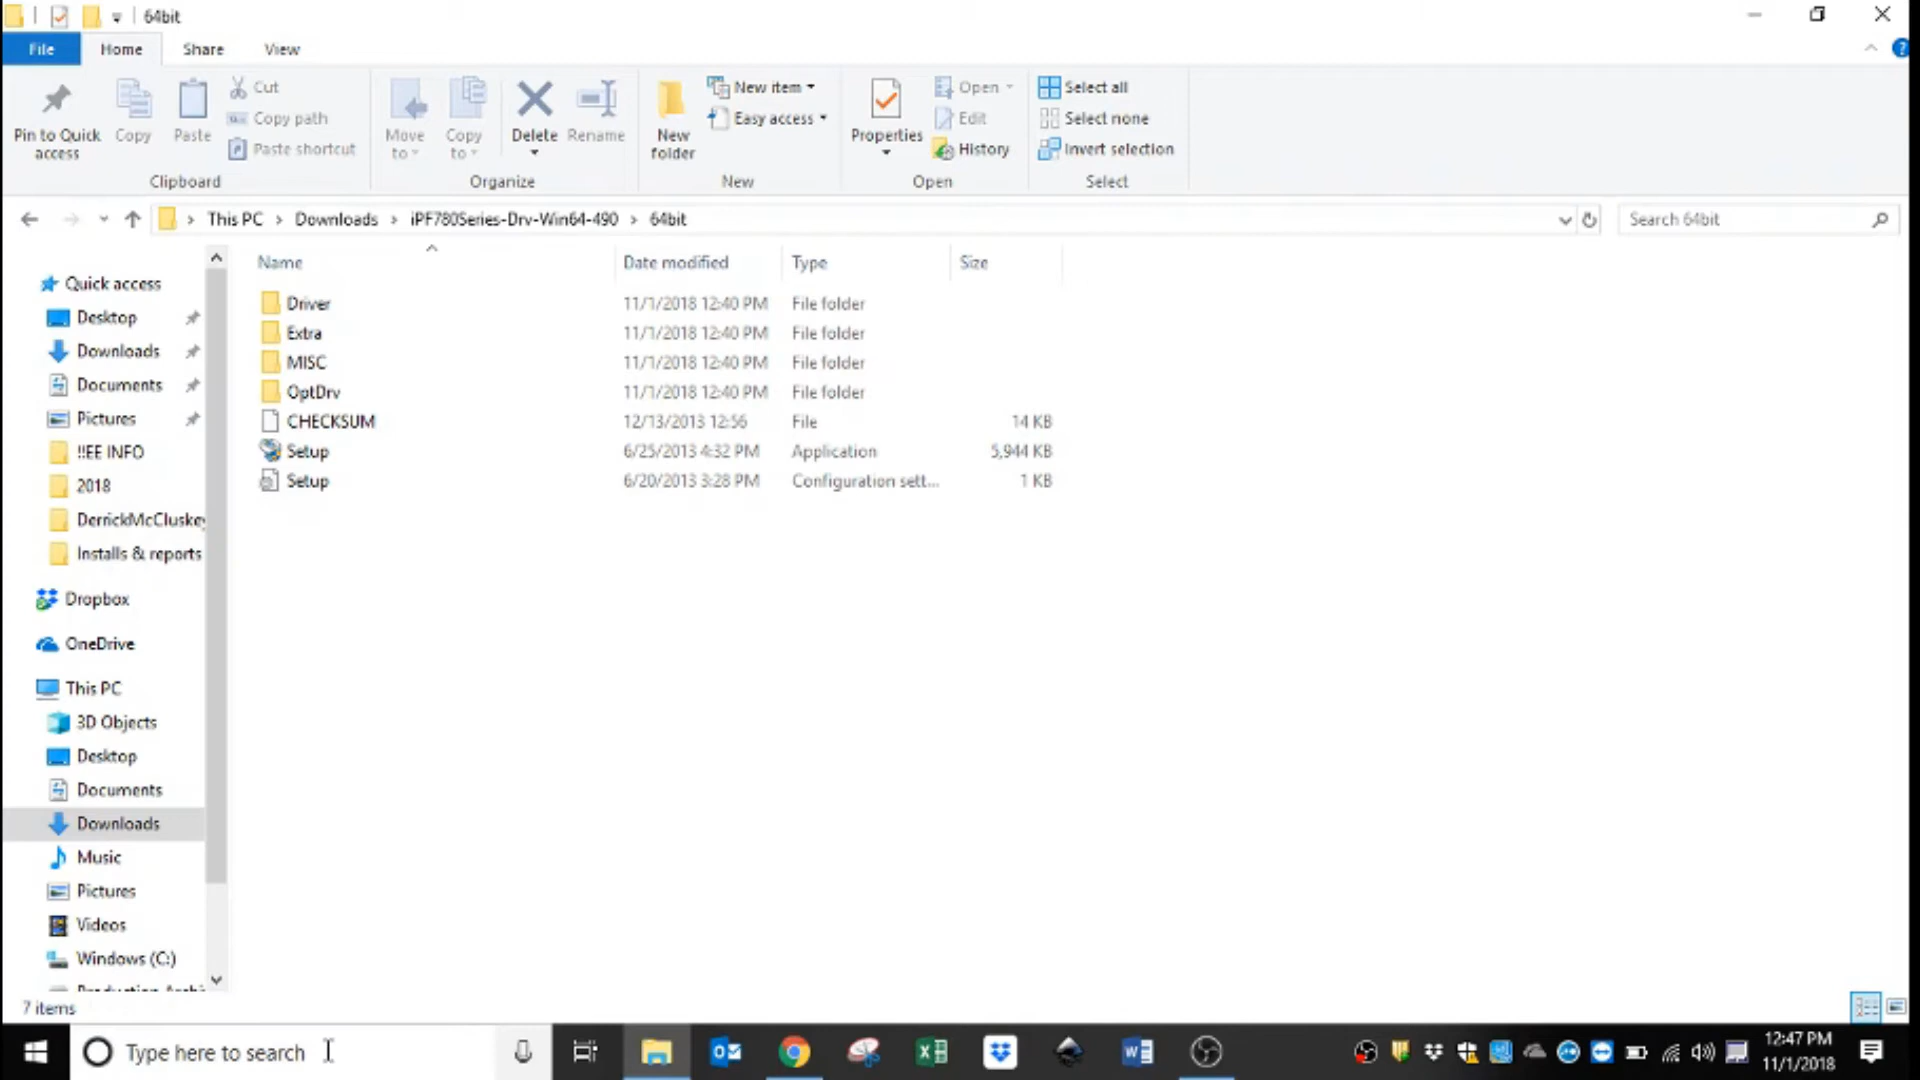 64bit
File Home Share View
Pin to Quick access
Copy
Paste
Cut
Copy path
Paste shortcut
Clipboard
Move to
Copy to
Delete
Rename
Organize
New folder
New item
Easy access
New
Properties
Open
Edit
History
Open
Select all
Select none
Invert selection
Select
This PC > Downloads > iPF780Series-Drv-Win64-490 > 64bit
Search 64bit
Name Date modified Type Size
Driver 11/1/2018 12:40 PM File folder
Extra 11/1/2018 12:40 PM File folder
MISC 11/1/2018 12:40 PM File folder
OptDrv 11/1/2018 12:40 PM File folder
CHECKSUM 12/13/2013 12:56 File 14 KB
Setup 6/25/2013 4:32 PM Application 5,944 KB
Setup 6/20/2013 3:28 PM Configuration sett... 1 KB
Quick access
Desktop
Downloads
Documents
Pictures
!!EE INFO
2018
DerrickMcCluskey
Installs & reports
Dropbox
OneDrive
This PC
3D Objects
Desktop
Documents
Downloads
Music
Pictures
Videos
Windows (C:)
7 items
Type here to search
12:47 PM
11/1/2018